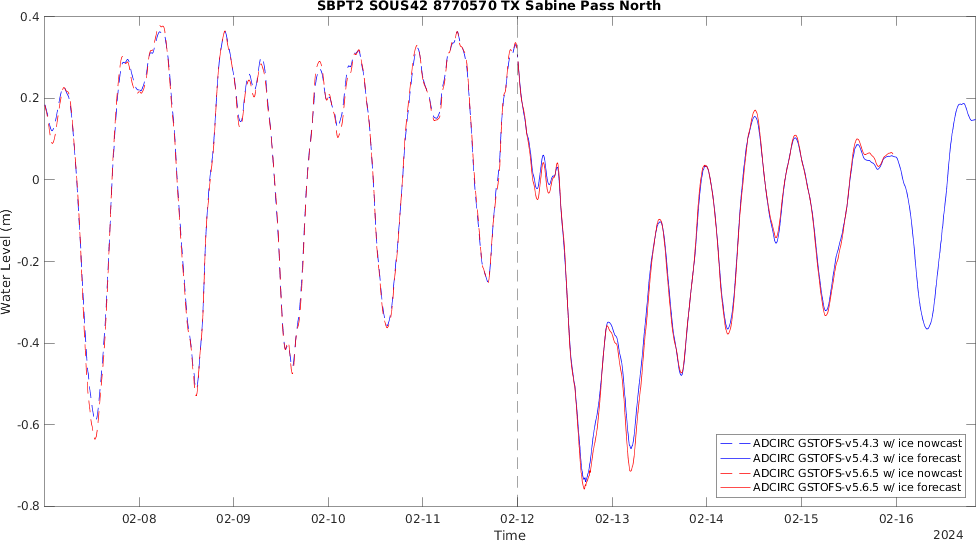 SBPT2 SOUS42 8770570 TX Sabine Pass North
0.4
0.2
0
-0.2
-0.4
-0.6
-0.8
Water Level (m)
ADCIRC GSTOFS-v5.4.3 w/ ice nowcast
ADCIRC GSTOFS-v5.4.3 w/ ice forecast
ADCIRC GSTOFS-v5.6.5 w/ ice nowcast
ADCIRC GSTOFS-v5.6.5 w/ ice forecast
02-08 02-09 02-10 02-11 02-12 02-13 02-14 02-15 02-16
Time
2024